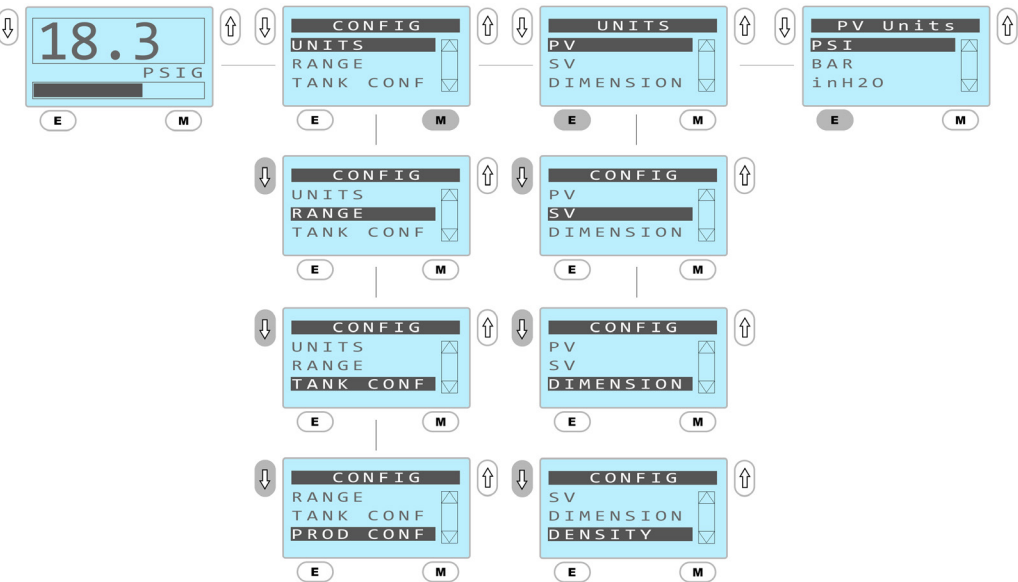 18.3
PSIG
E M
CONFIG
UNITS
RANGE
TANK CONF
E M
UNITS
PV
SV
DIMENSION
E M
PV Units
PSI
BAR
inH2O
E M
CONFIG
UNITS
RANGE
TANK CONF
E M
CONFIG
PV
SV
DIMENSION
E M
CONFIG
UNITS
RANGE
TANK CONF
E M
CONFIG
PV
SV
DIMENSION
E M
CONFIG
RANGE
TANK CONF
PROD CONF
E M
CONFIG
SV
DIMENSION
DENSITY
E M